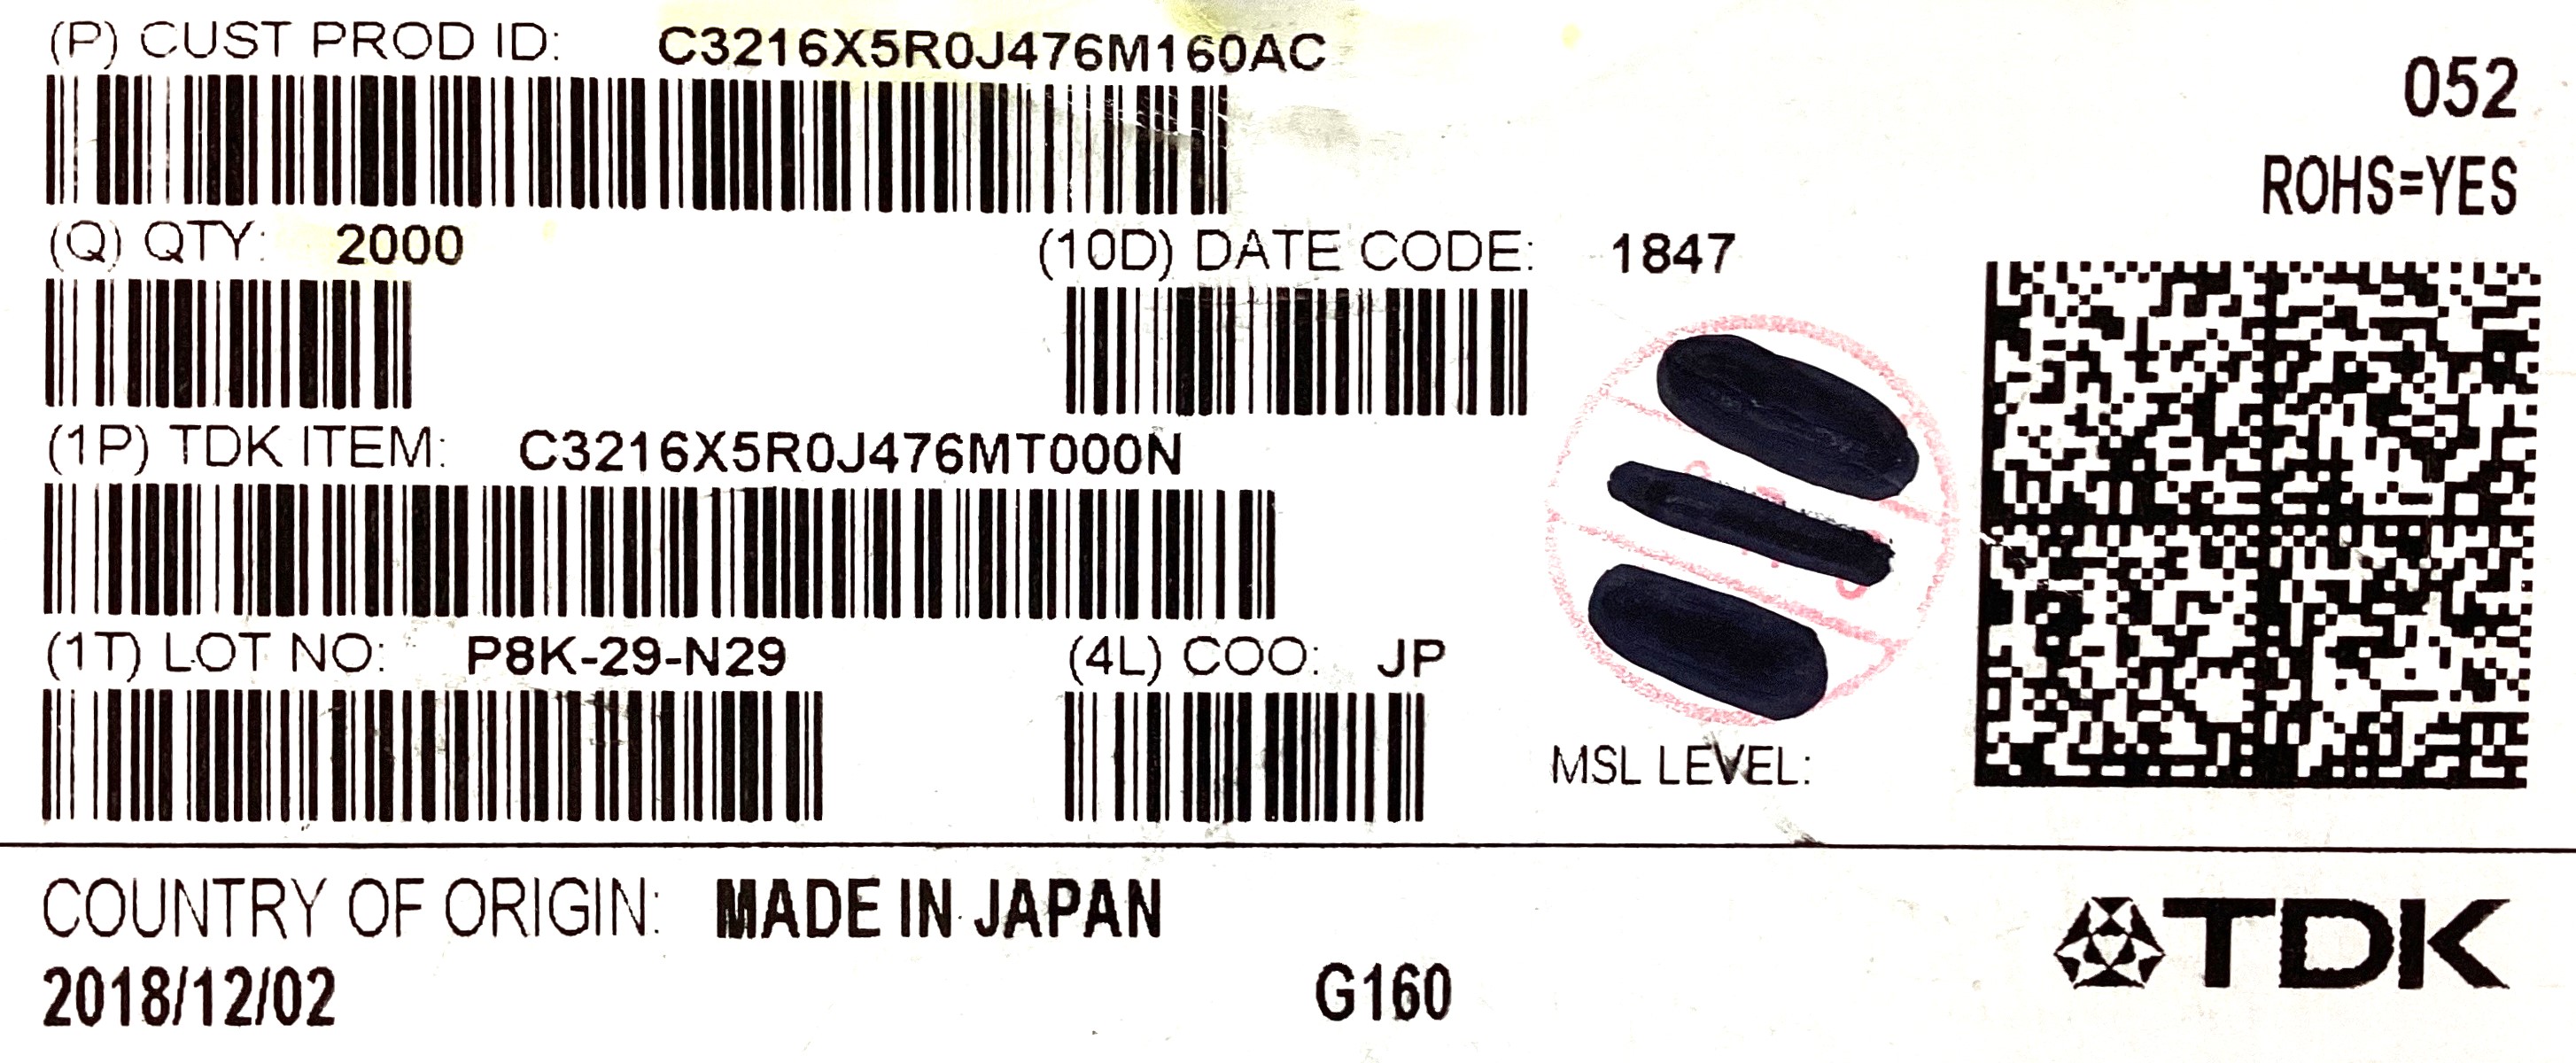 (P) CUST PROD ID: C3216X5R0J476M160AC
052
ROHS=YES
(Q) QTY: 2000
(10D) DATE CODE: 1847
(1P) TDK ITEM: C3216X5R0J476MT000N
(1T) LOT NO: P8K-29-N29
(4L) COO: JP
MSL LEVEL:
COUNTRY OF ORIGIN: MADE IN JAPAN
2018/12/02
G160
TDK